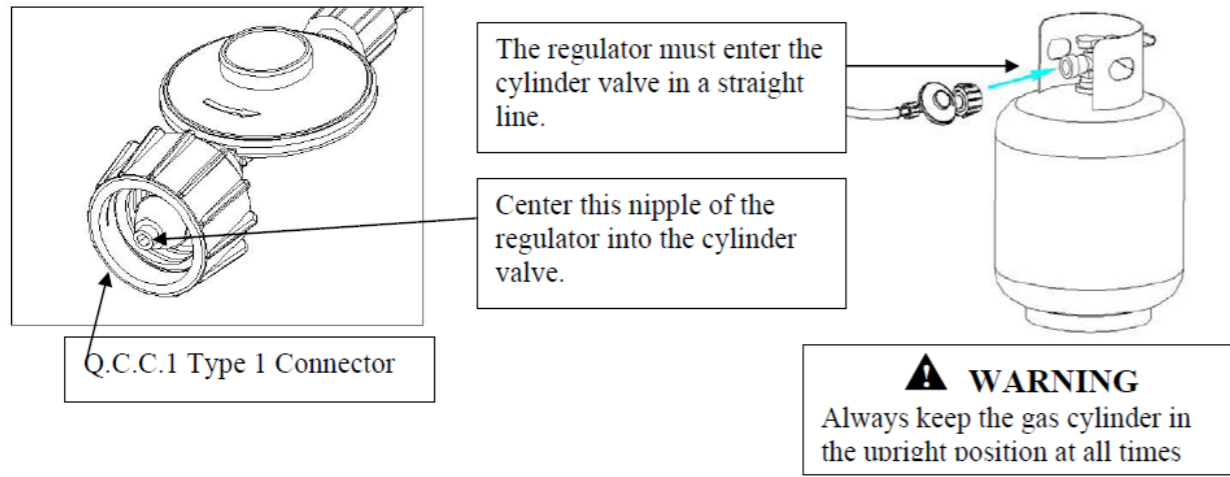 The regulator must enter the
cylinder valve in a straight
line.
Center this nipple of the
regulator into the cylinder
valve.
Q.C.C.1 Type 1 Connector
WARNING
Always keep the gas cylinder in
the upright position at all times